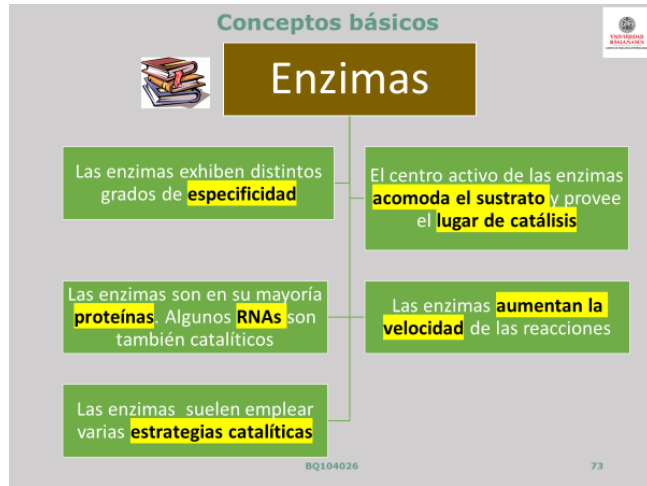 Conceptos básicos
VNIVERSIDAD
D SALAMANCA
Enzimas
Las enzimas exhiben distintos
grados de especificidad
El centro activo de las enzimas
acomoda el sustrato y provee
el lugar de catálisis
Las enzimas son en su mayoría
proteínas. Algunos RNAs son
también catalíticos
Las enzimas aumentan la
velocidad de las reacciones
Las enzimas suelen emplear
varias estrategias catalíticas
BQ104026
73